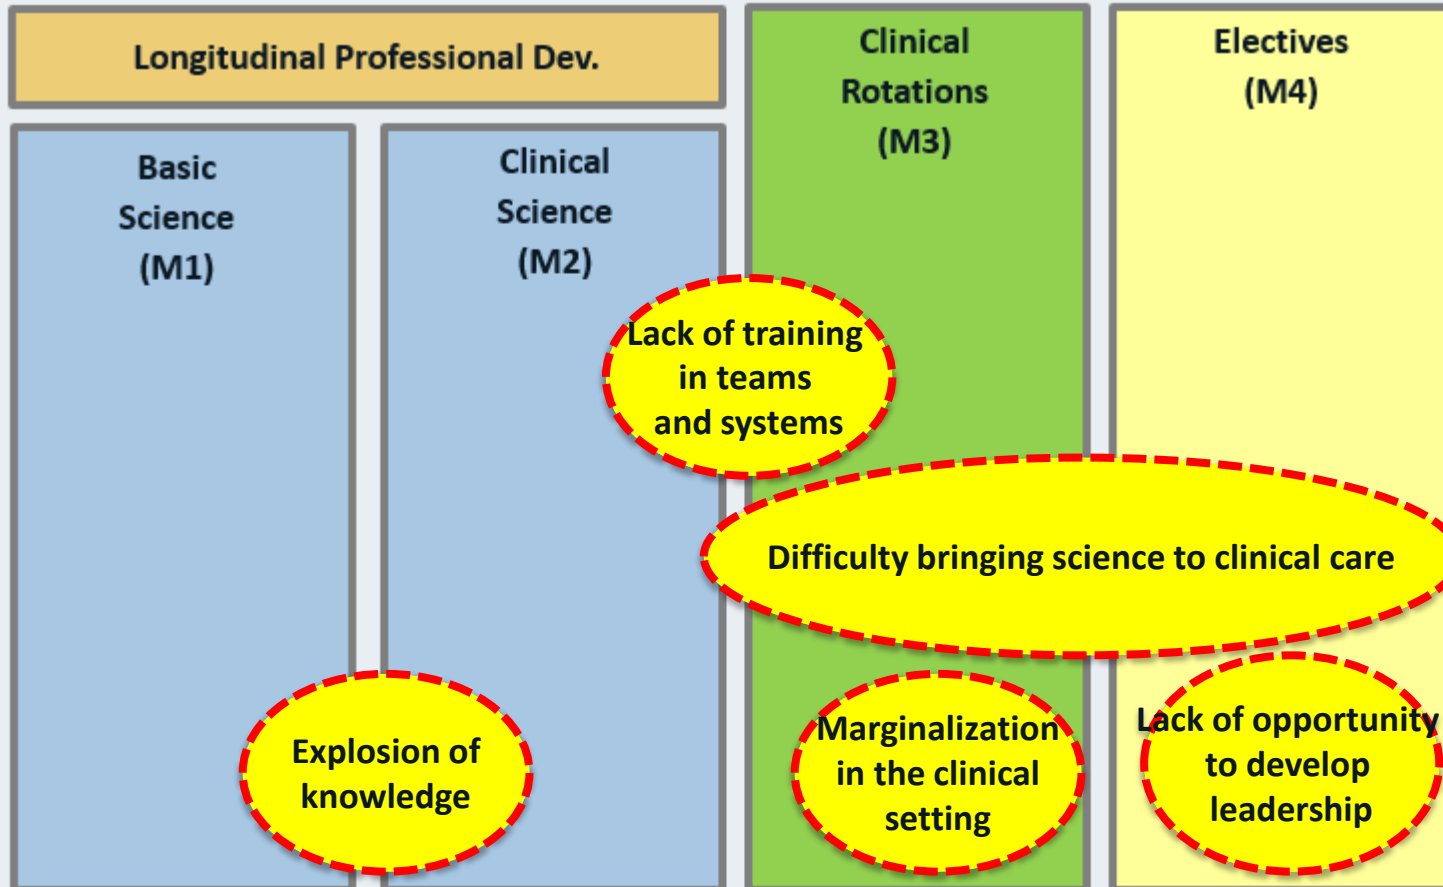 Longitudinal Professional Dev.
Basic
Science
(M1)
Clinical
Science
(M2)
Clinical
Rotations
(M3)
Electives
(M4)
Lack of training
in teams
and systems
Difficulty bringing science to clinical care
Explosion of
knowledge
Marginalization
in the clinical
setting
Lack of opportunity
to develop
leadership